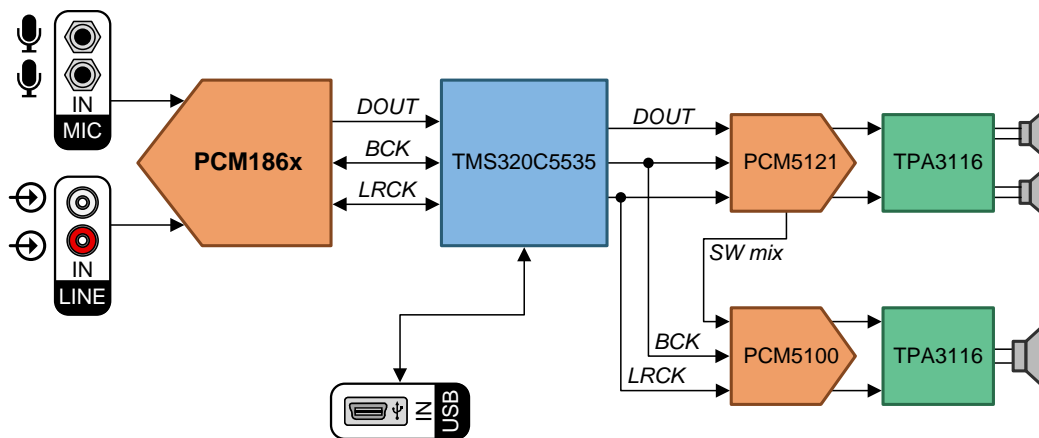 IN
MIC
IN
LINE
PCM186x
DOUT
BCK
LRCK
TMS320C5535
DOUT
PCM5121
TPA3116
SW mix
BCK
LRCK
PCM5100
TPA3116
IN
USB